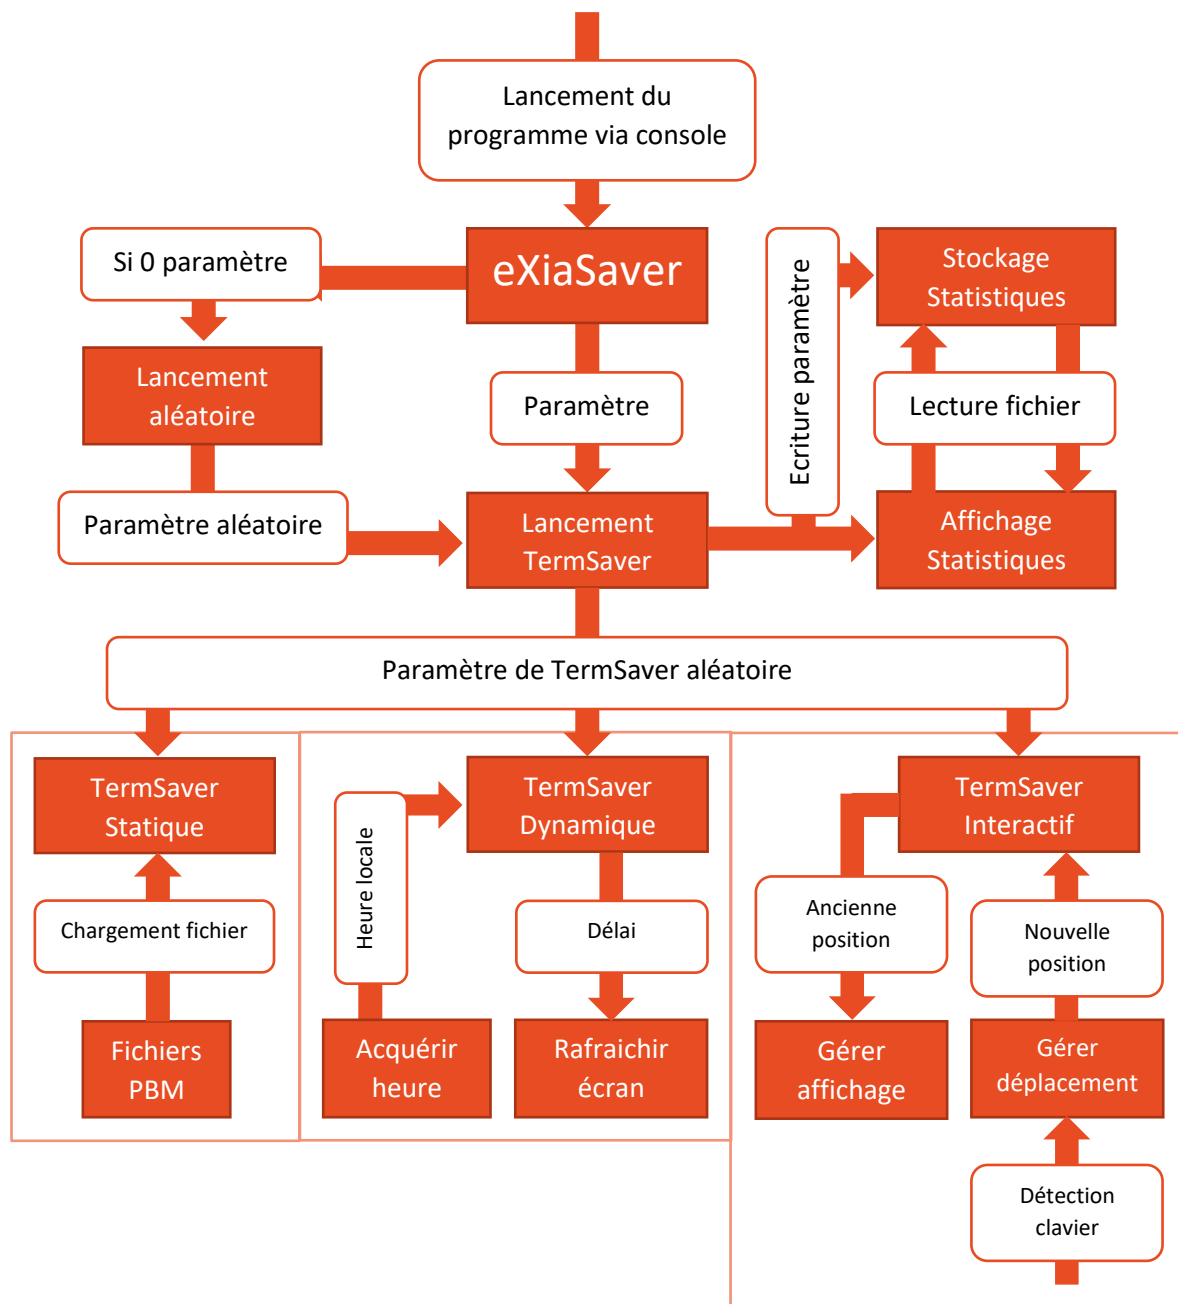 Lancement du
programme via console
eXiaSaver
Si 0 paramètre
Lancement
aléatoire
Paramètre
Ecriture paramètre
Stockage
Statistiques
Lecture fichier
Paramètre aléatoire
Lancement
TermSaver
Affichage
Statistiques
Paramètre de TermSaver aléatoire
TermSaver
Statique
Chargement fichier
Fichiers
PBM
TermSaver
Dynamique
Heure locale
Délai
Acquérir
heure
Rafraichir
écran
TermSaver
Interactif
Ancienne
position
Nouvelle
position
Gérer
affichage
Gérer
déplacement
Détection
clavier